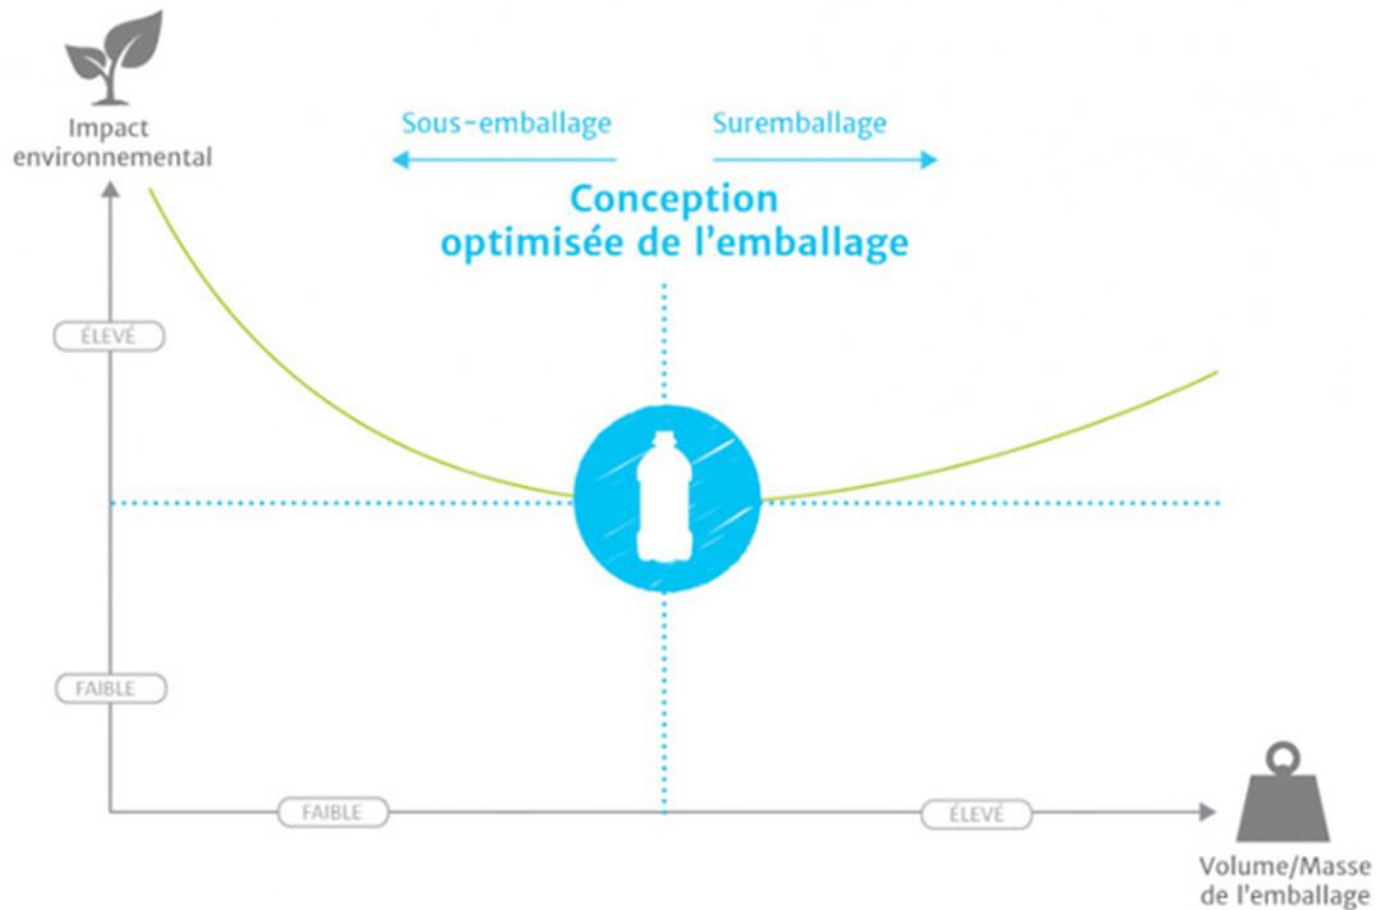 Impact
environnemental
Sous-emballage
Suremballage
Conception
optimisée de l'emballage
ÉLEVÉ
FAIBLE
FAIBLE
ÉLEVÉ
Volume/Masse
de l'emballage